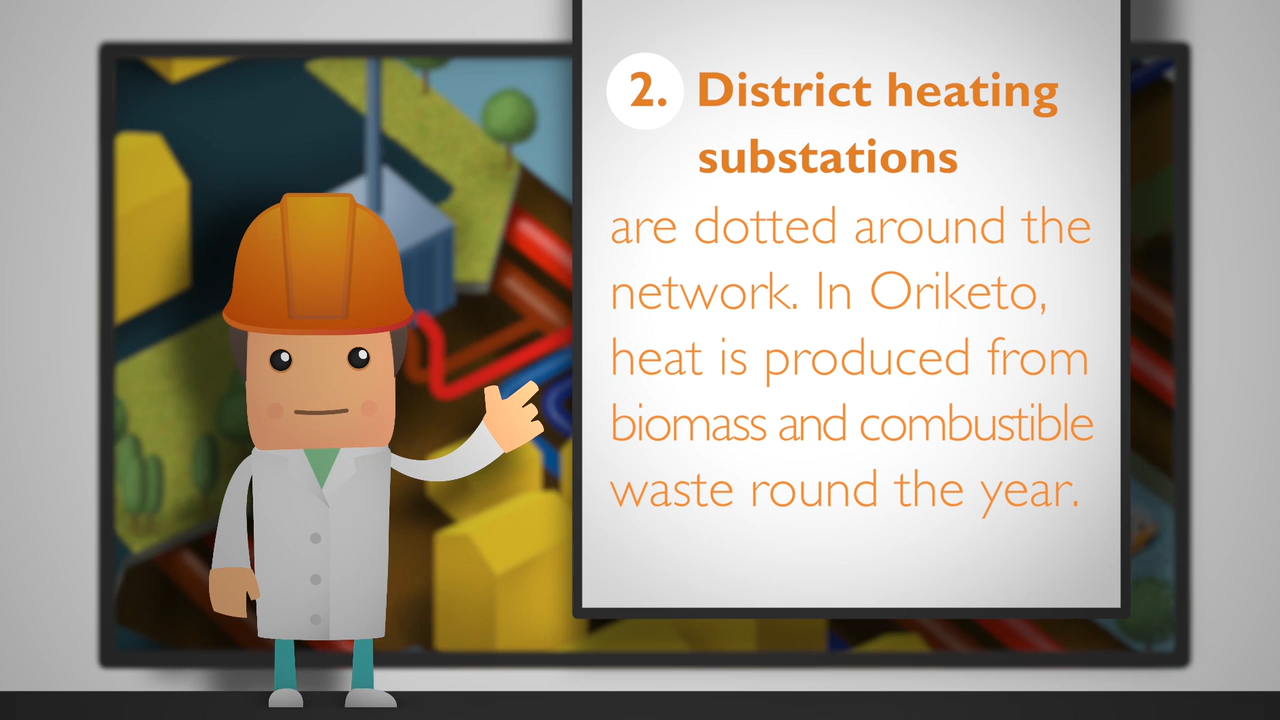 2. District heating
substations
are dotted around the
network. In Oriketo,
heat is produced from
biomass and combustible
waste round the year.